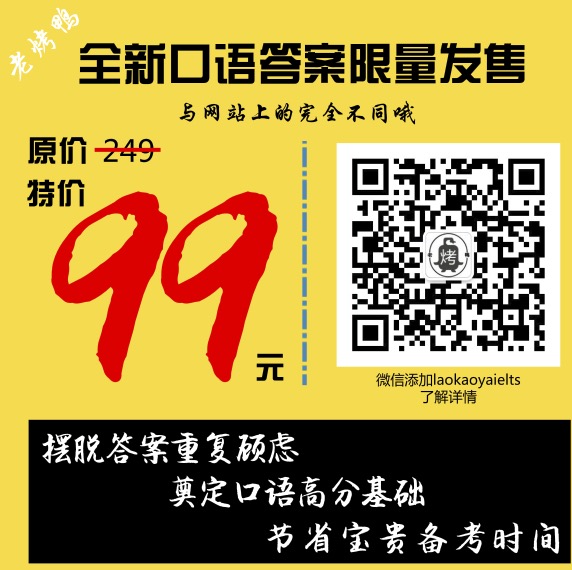 老烤鸭
全新口语答案限量发售
与网站上的完全不同哦
原价 249
特价
99
元
烤
微信添加laokaoyaielts
了解详情
摆脱答案重复顾虑
奠定口语高分基础
节省宝贵备考时间